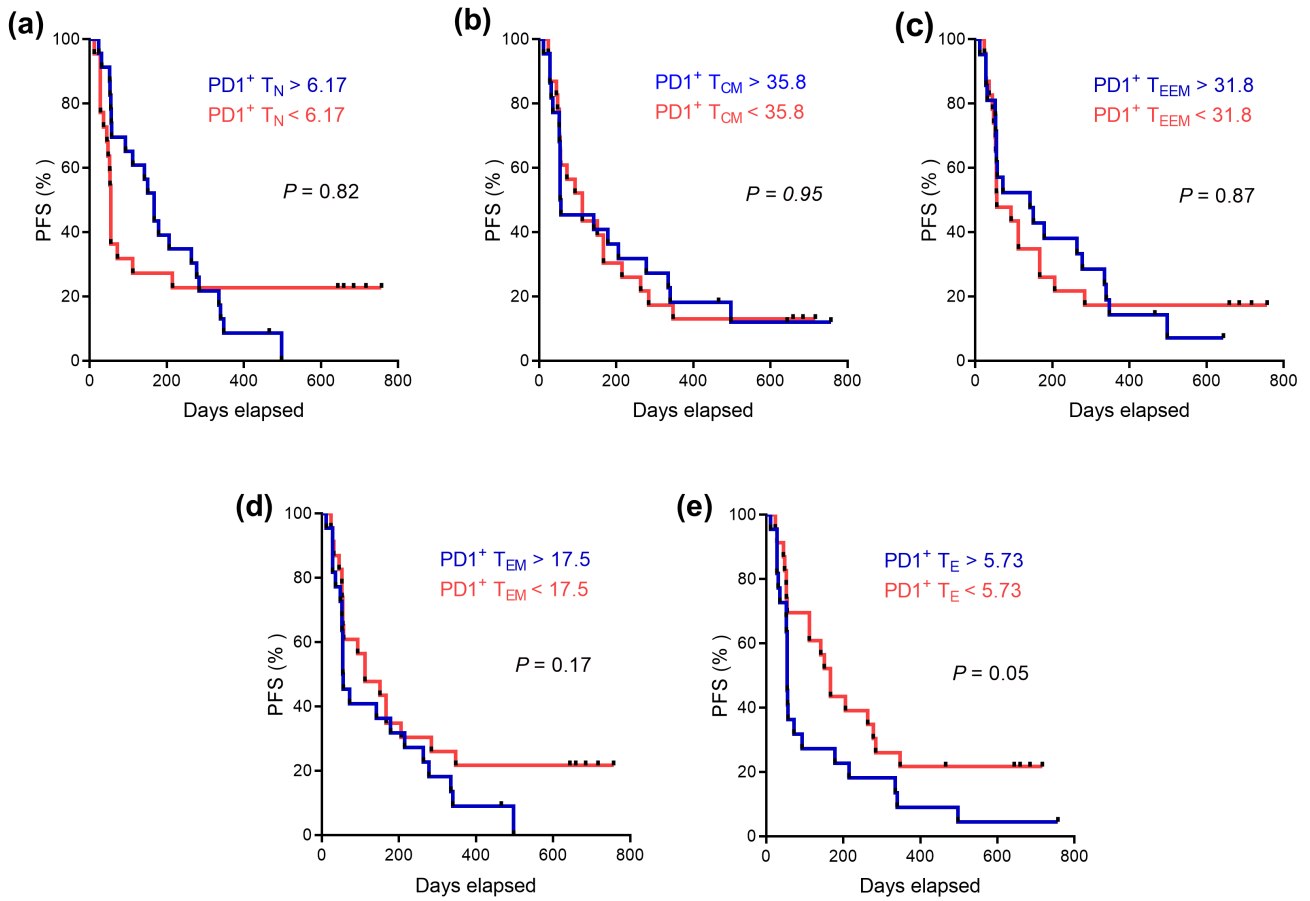 (a)
PD1+ TN > 6.17
PD1+ TN < 6.17
P = 0.82
PFS (% )
100
80
60
40
20
0
0 200 400 600 800
Days elapsed
(b)
PD1+ TCM > 35.8
PD1+ TCM < 35.8
P = 0.95
PFS (% )
100
80
60
40
20
0
0 200 400 600 800
Days elapsed
(c)
PD1+ TEEM > 31.8
PD1+ TEEM < 31.8
P = 0.87
PFS (% )
100
80
60
40
20
0
0 200 400 600 800
Days elapsed
(d)
PD1+ TEM > 17.5
PD1+ TEM < 17.5
P = 0.17
PFS (% )
100
80
60
40
20
0
0 200 400 600 800
Days elapsed
(e)
PD1+ TE > 5.73
PD1+ TE < 5.73
P = 0.05
PFS (% )
100
80
60
40
20
0
0 200 400 600 800
Days elapsed